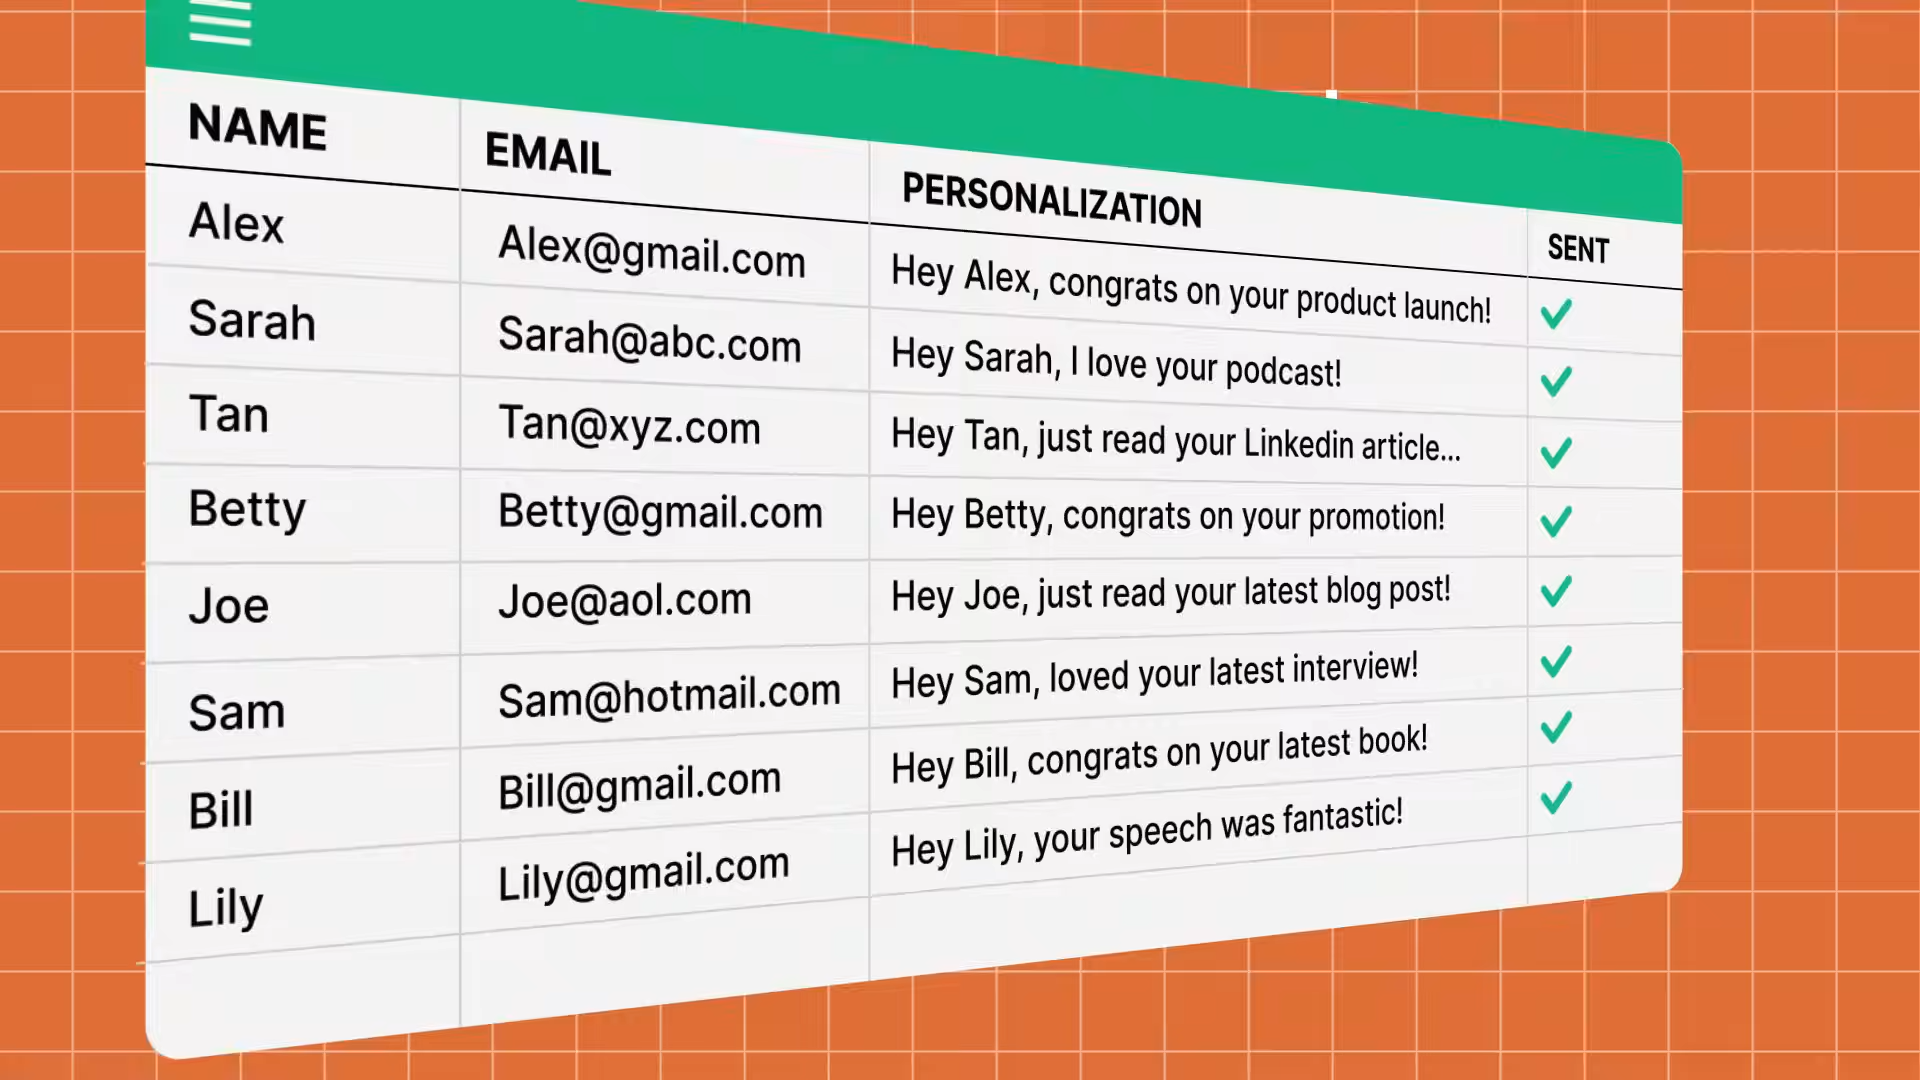 NAME EMAIL PERSONALIZATION SENT
Alex Alex@gmail.com Hey Alex, congrats on your product launch!
Sarah Sarah@abc.com Hey Sarah, I love your podcast!
Tan Tan@xyz.com Hey Tan, just read your Linkedin article...
Betty Betty@gmail.com Hey Betty, congrats on your promotion!
Joe Joe@aol.com Hey Joe, just read your latest blog post!
Sam Sam@hotmail.com Hey Sam, loved your latest interview!
Bill Bill@gmail.com Hey Bill, congrats on your latest book!
Lily Lily@gmail.com Hey Lily, your speech was fantastic!